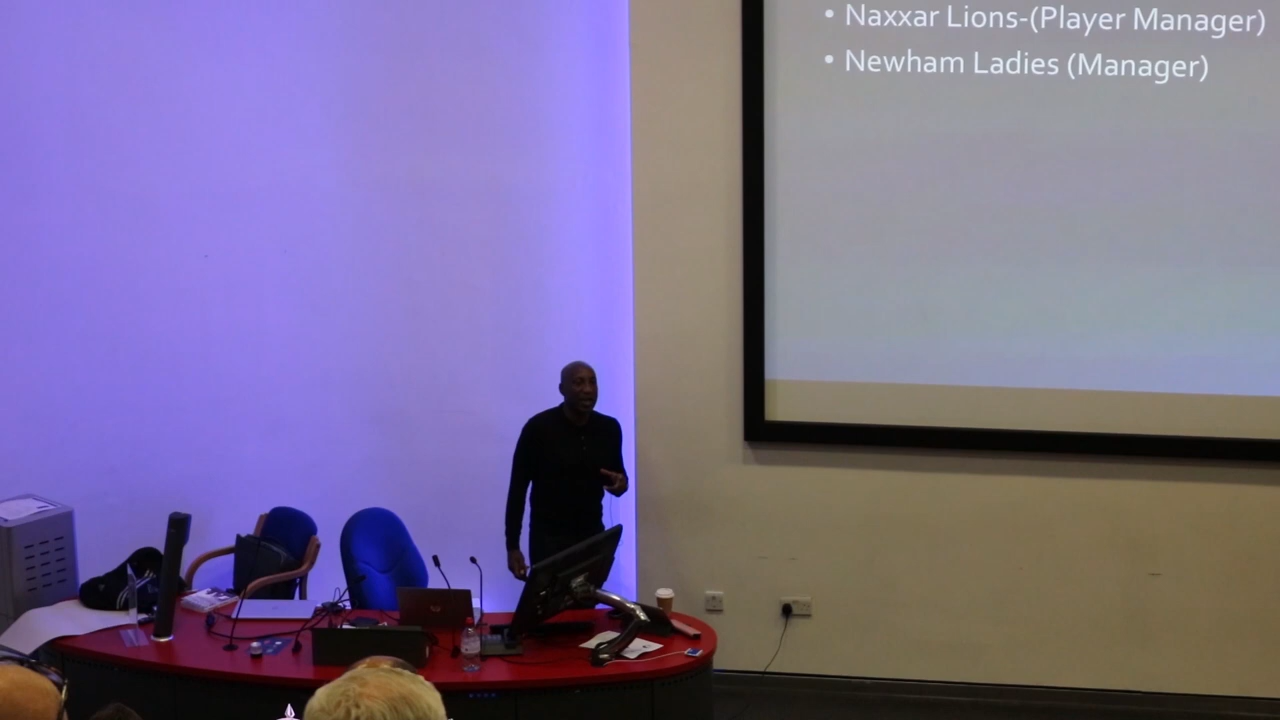 • Naxxar Lions-(Player Manager)
• Newham Ladies (Manager)